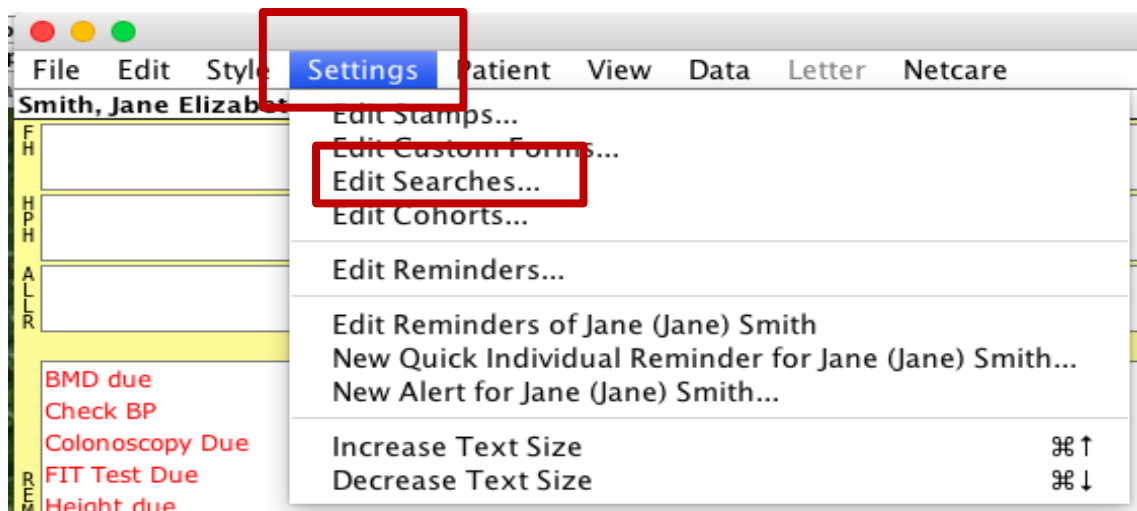 File Edit Style Settings Patient View Data Letter Netcare
Smith, Jane Elizabet
FH
HPH
ALLR
Edit Stamps...
Edit Custom Forms...
Edit Searches...
Edit Cohorts...
Edit Reminders...
Edit Reminders of Jane (Jane) Smith
New Quick Individual Reminder for Jane (Jane) Smith...
New Alert for Jane (Jane) Smith...
Increase Text Size ⌘↑
Decrease Text Size ⌘↓
BMD due
Check BP
Colonoscopy Due
FIT Test Due
Height due